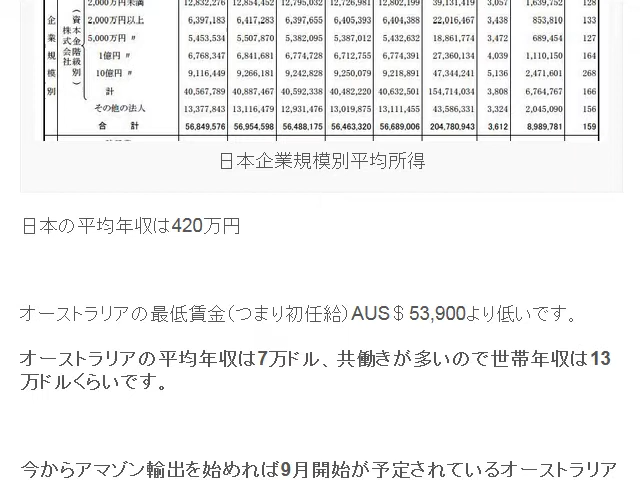 2,000万円未満 12,832,276 12,854,452 12,795,032 12,726,981 12,802,199 39,131,419 3,057 1,639,752 128
企業規模別
(資本金階級別)
株式会社
2,000万円以上 6,397,183 6,417,283 6,397,655 6,405,393 6,404,388 22,016,467 3,438 853,810 133
5,000万円 〃 5,453,534 5,507,870 5,382,095 5,387,012 5,432,632 18,861,774 3,472 689,454 127
1億円 〃 6,768,347 6,841,681 6,774,728 6,712,755 6,774,391 27,360,034 4,039 1,110,150 164
10億円 〃 9,116,449 9,266,181 9,242,828 9,250,079 9,218,891 47,344,241 5,136 2,471,601 268
計 40,567,789 40,887,467 40,592,338 40,482,220 40,632,501 154,714,034 3,808 6,764,767 166
その他の法人 13,377,843 13,116,479 12,931,476 13,019,875 13,111,455 43,586,331 3,324 2,045,090 156
合計 56,849,576 56,954,598 56,488,175 56,463,320 56,689,006 204,780,943 3,612 8,989,781 159
日本企業規模別平均所得
日本の平均年収は420万円
オーストラリアの最低賃金(つまり初任給)AUS$53,900より低いです。
オーストラリアの平均年収は7万ドル、共働きが多いので世帯年収は13
万ドルくらいです。
今からアマゾン輸出を始めれば9月開始が予定されているオーストラリア